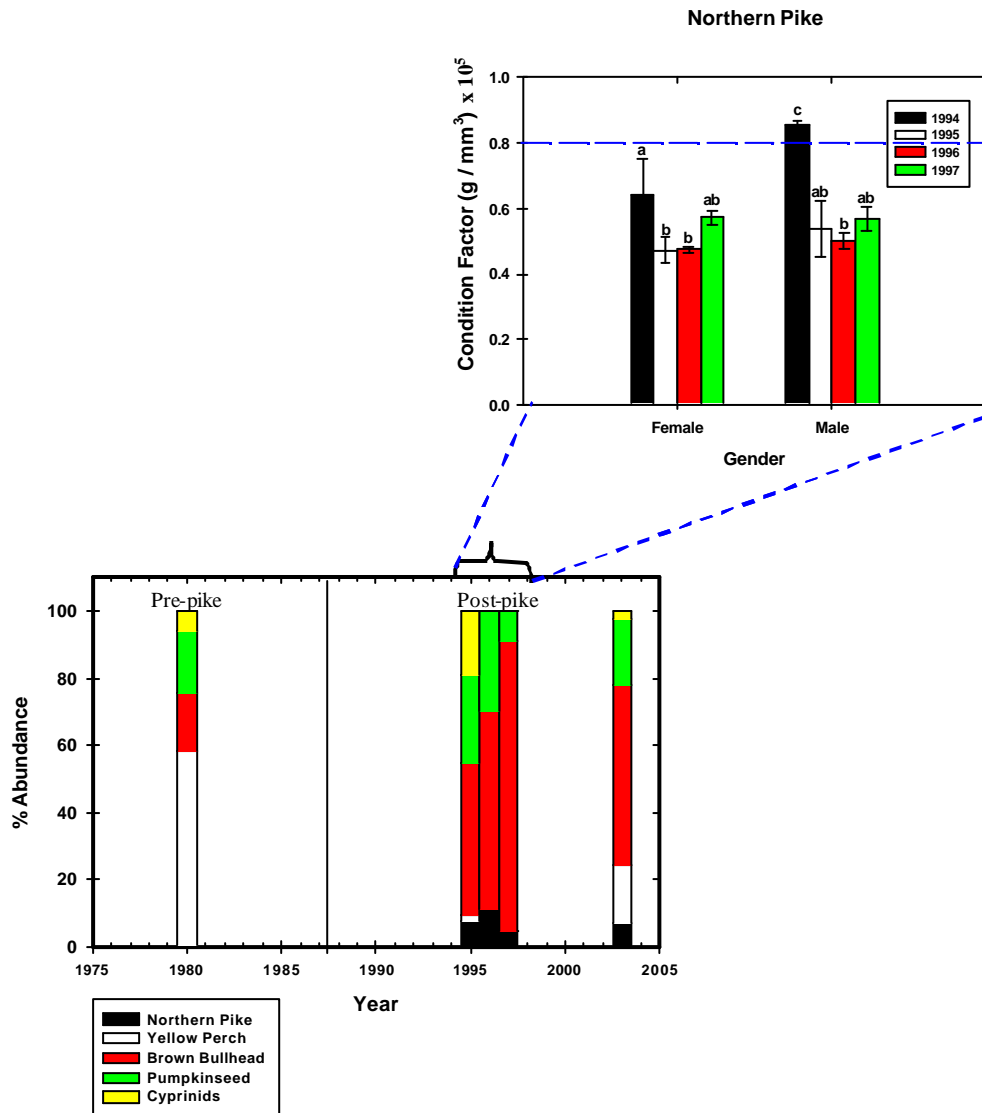 Northern Pike
Condition Factor (g / mm³) x 10⁵
1.0
0.8
0.6
0.4
0.2
0.0
a
b
b
ab
c
ab
b
ab
1994
1995
1996
1997
Female
Male
Gender
Pre-pike
Post-pike
% Abundance
100
80
60
40
20
0
1975
1980
1985
1990
1995
2000
2005
Year
Northern Pike
Yellow Perch
Brown Bullhead
Pumpkinseed
Cyprinids